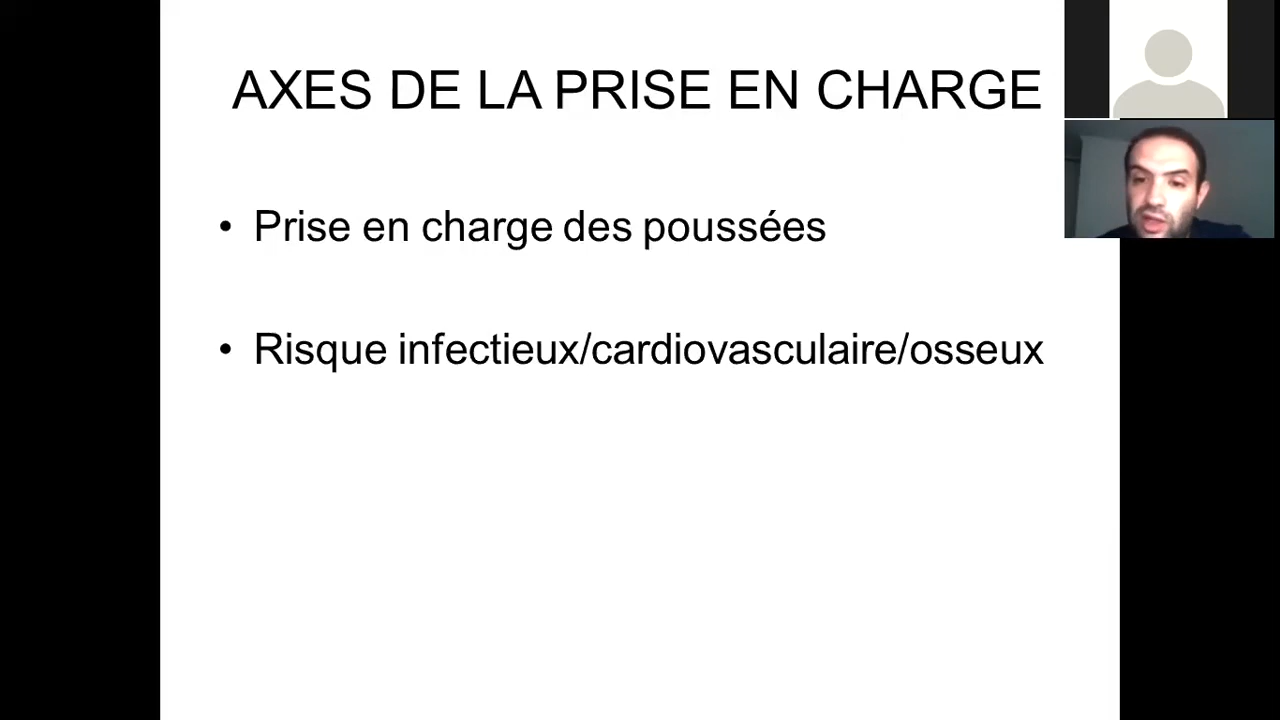 AXES DE LA PRISE EN CHARGE
• Prise en charge des poussées
• Risque infectieux/cardiovasculaire/osseux